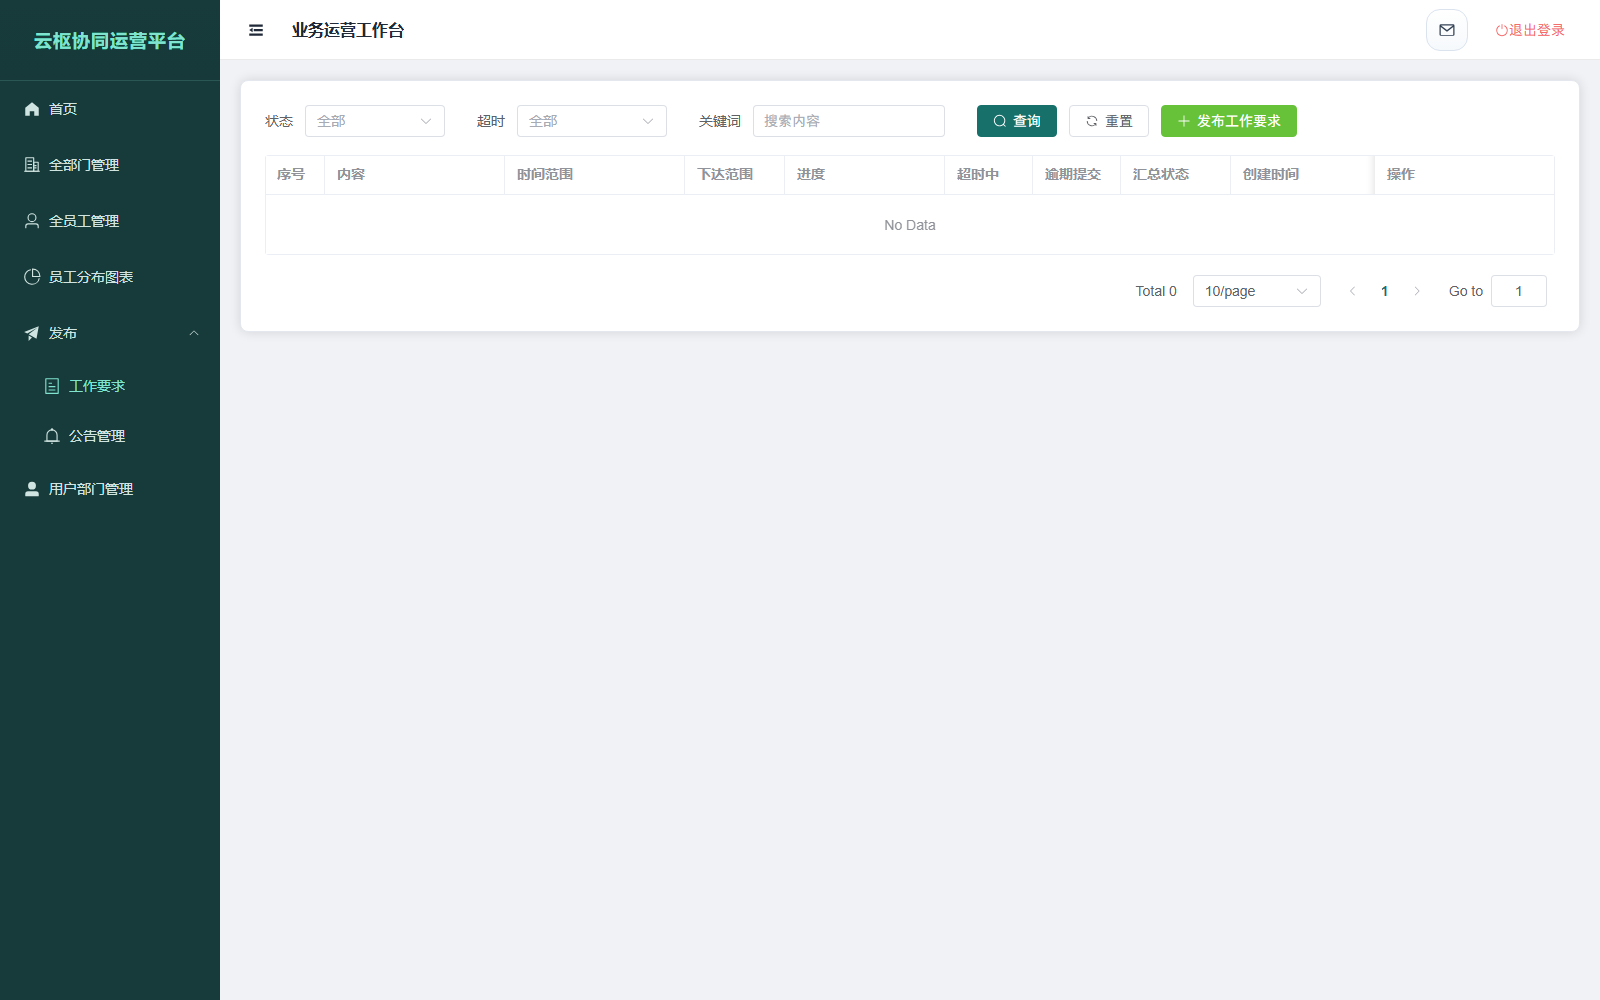 云枢协同运营平台
首页
全部门管理
全员工管理
员工分布图表
发布
工作要求
公告管理
用户部门管理
业务运营工作台
退出登录
状态 全部 超时 全部 关键词 搜索内容 查询 重置 发布工作要求
序号 内容 时间范围 下达范围 进度 超时中 逾期提交 汇总状态 创建时间 操作
No Data
Total 0 10/page 1 Go to 1